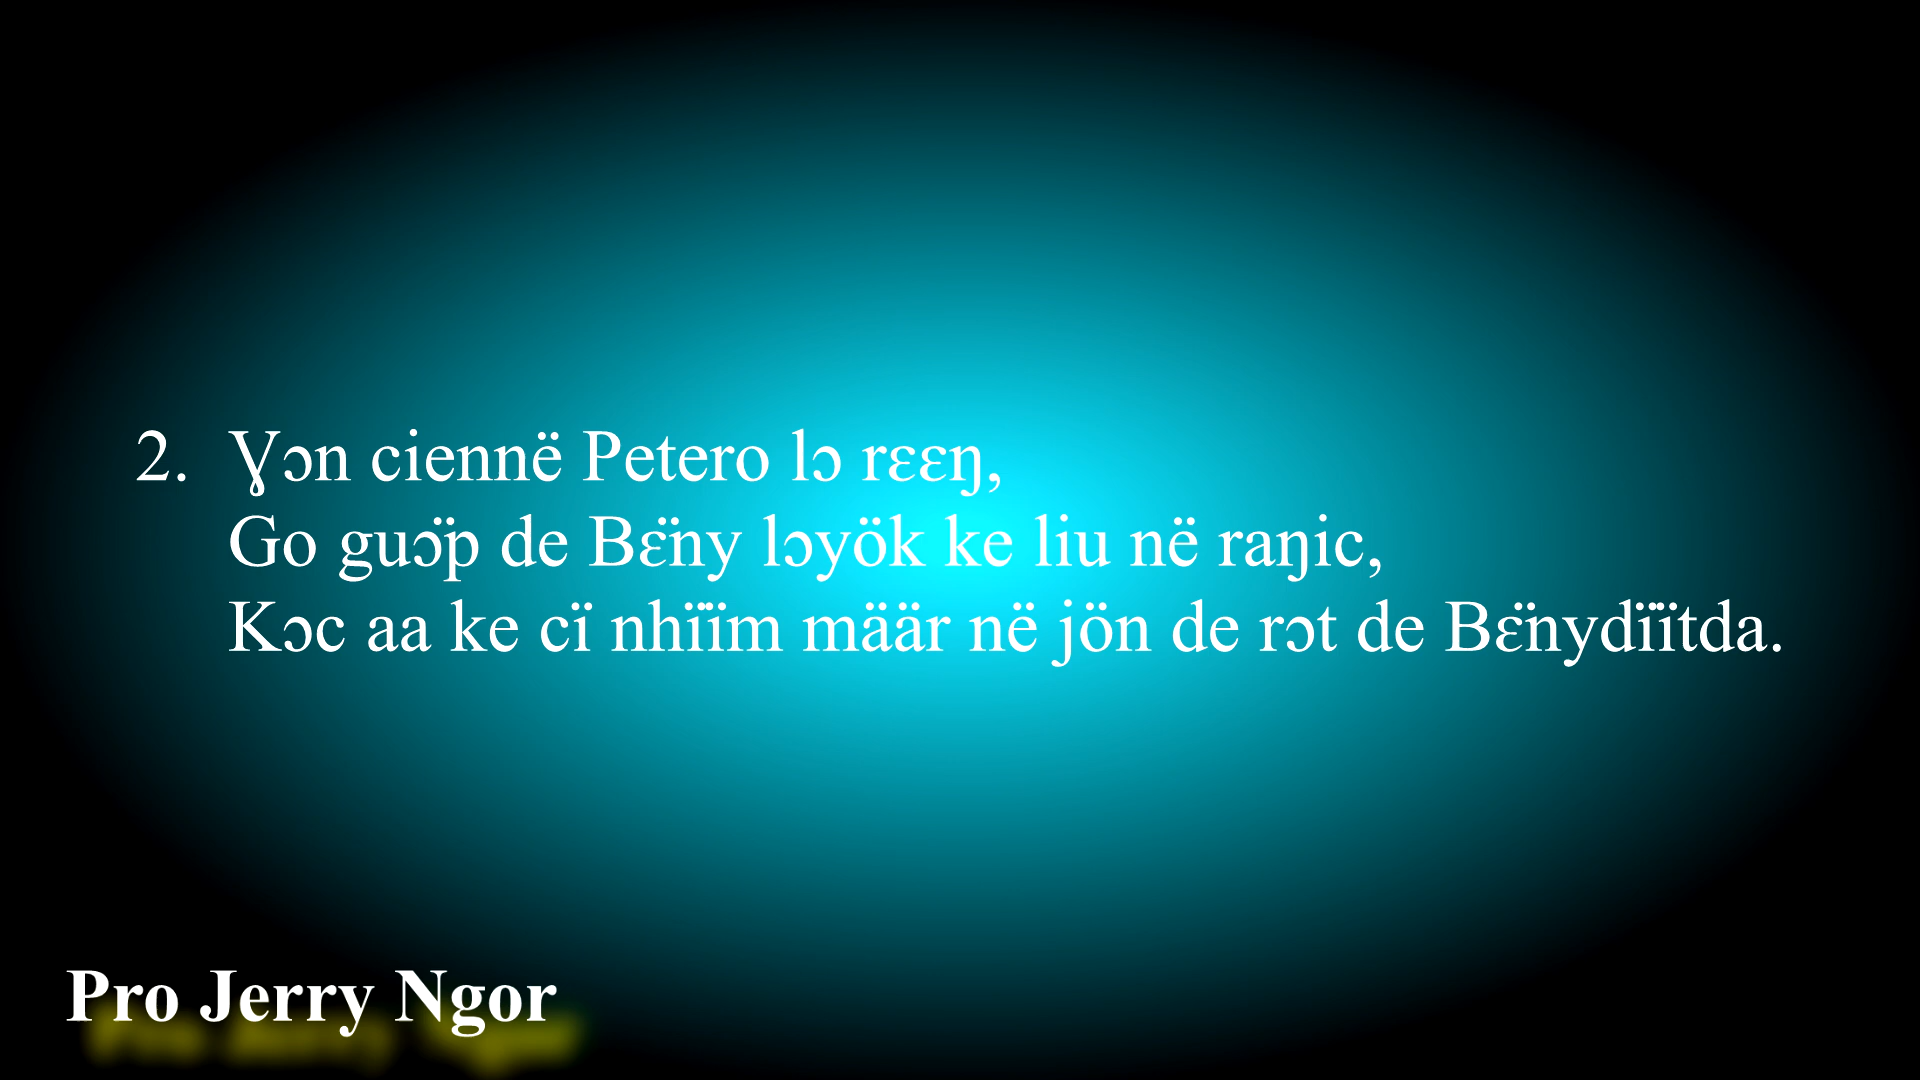 2. Ɣɔn ciennë Petero lɔ rɛɛŋ,
Go guɔ̈p de Bɛ̈ny lɔyök ke liu në raŋic,
Kɔc aa ke cï nhïïm määr në jön de rɔt de Bɛ̈nydïïtda.
Pro Jerry Ngor